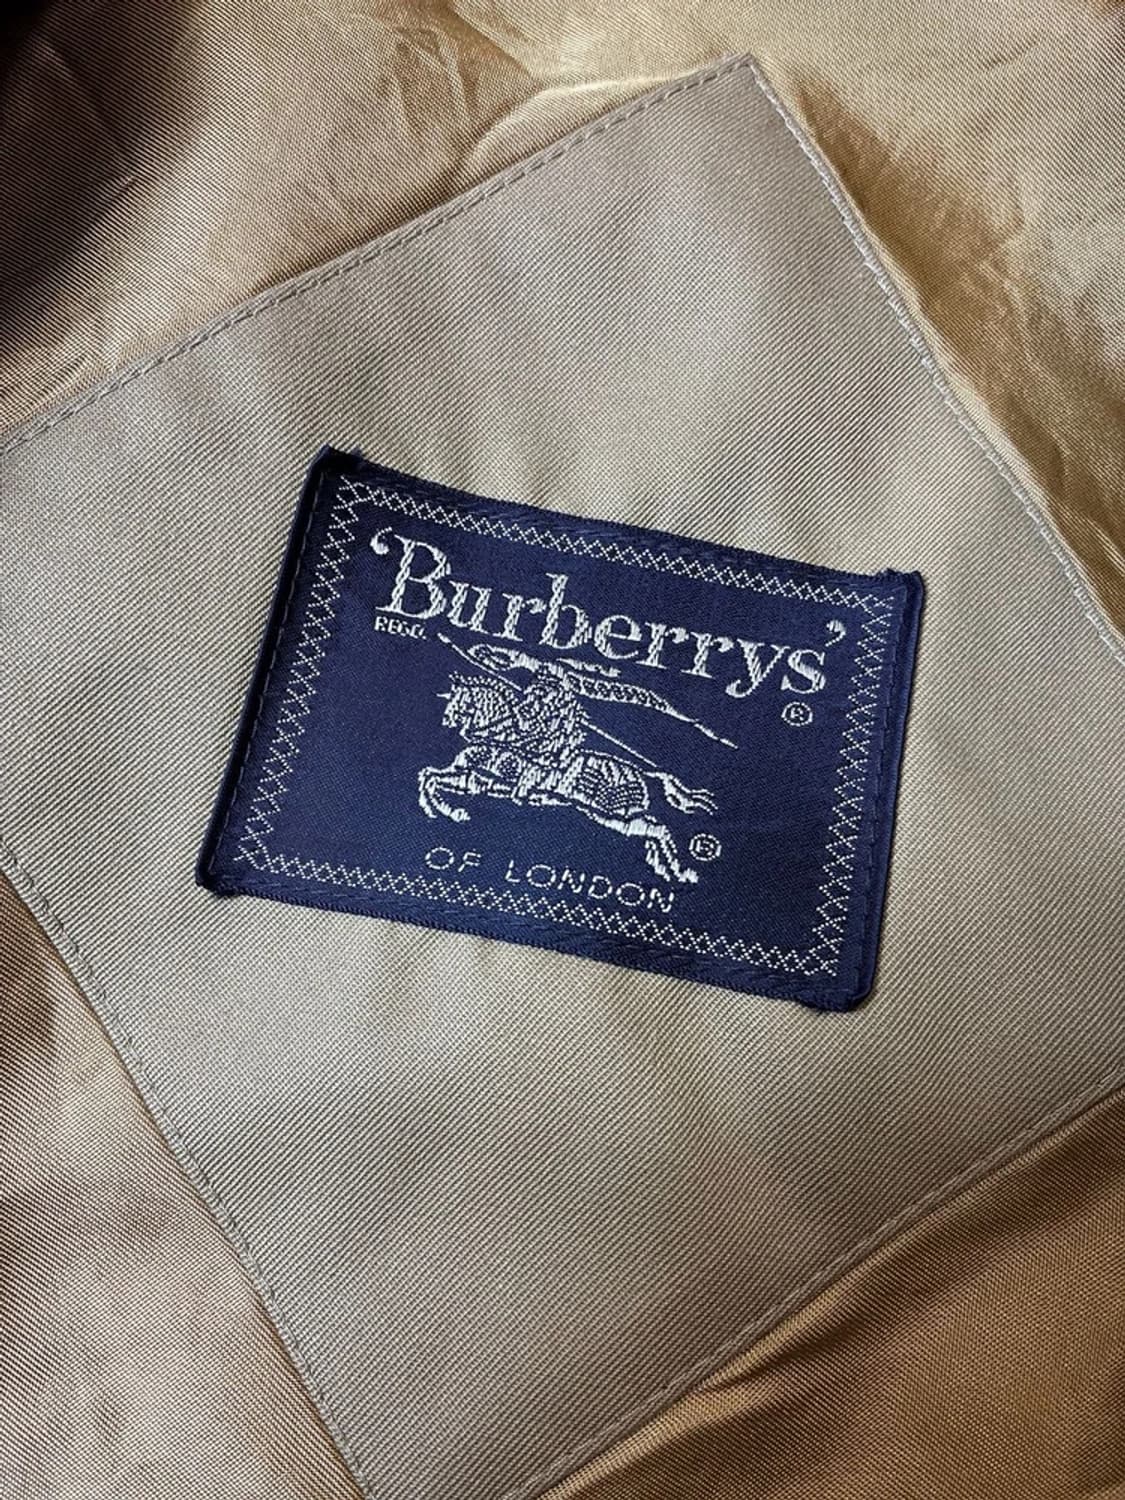 ‘Burberrys’
REGD. ®
®
OF LONDON